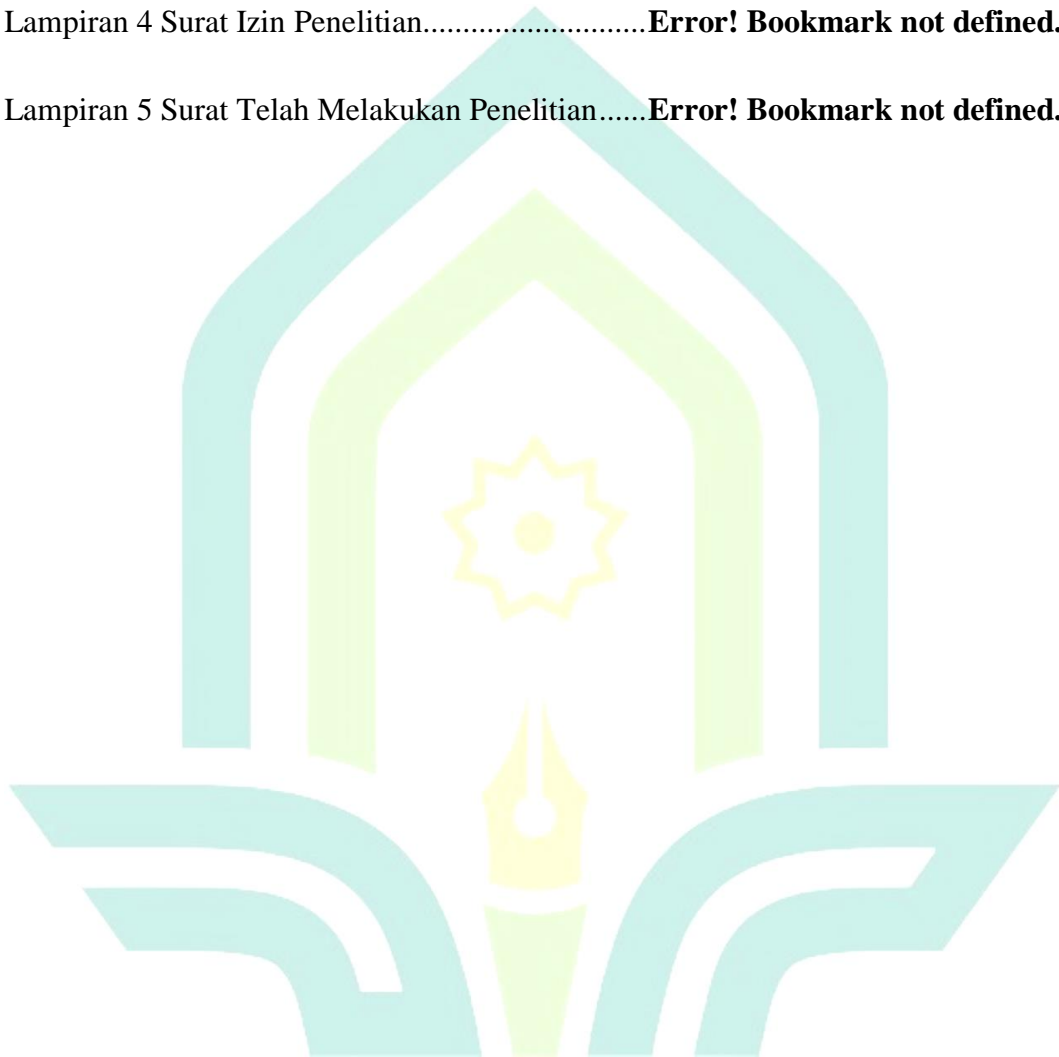 Lampiran 4 Surat Izin Penelitian............................Error! Bookmark not defined.
Lampiran 5 Surat Telah Melakukan Penelitian......Error! Bookmark not defined.